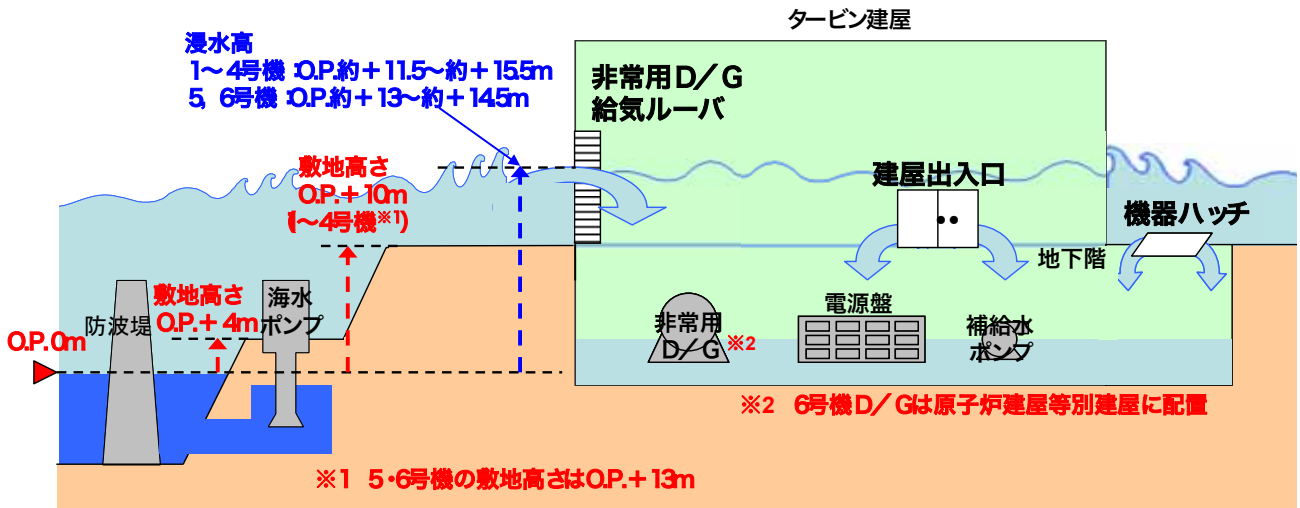 タービン建屋
浸水高
1～4号機：O.P.約＋11.5～約＋15.5m
5, 6号機：O.P.約＋13～約＋14.5m
非常用D／G
給気ルーバ
敷地高さ
O.P.＋10m
(1～4号機※1)
建屋出入口
機器ハッチ
地下階
敷地高さ
O.P.＋4m
海水
ポンプ
防波堤
O.P.0m
非常用
D／G ※2
電源盤
補給水
ポンプ
※2　6号機D／Gは原子炉建屋等別建屋に配置
※1　5・6号機の敷地高さはO.P.＋13m